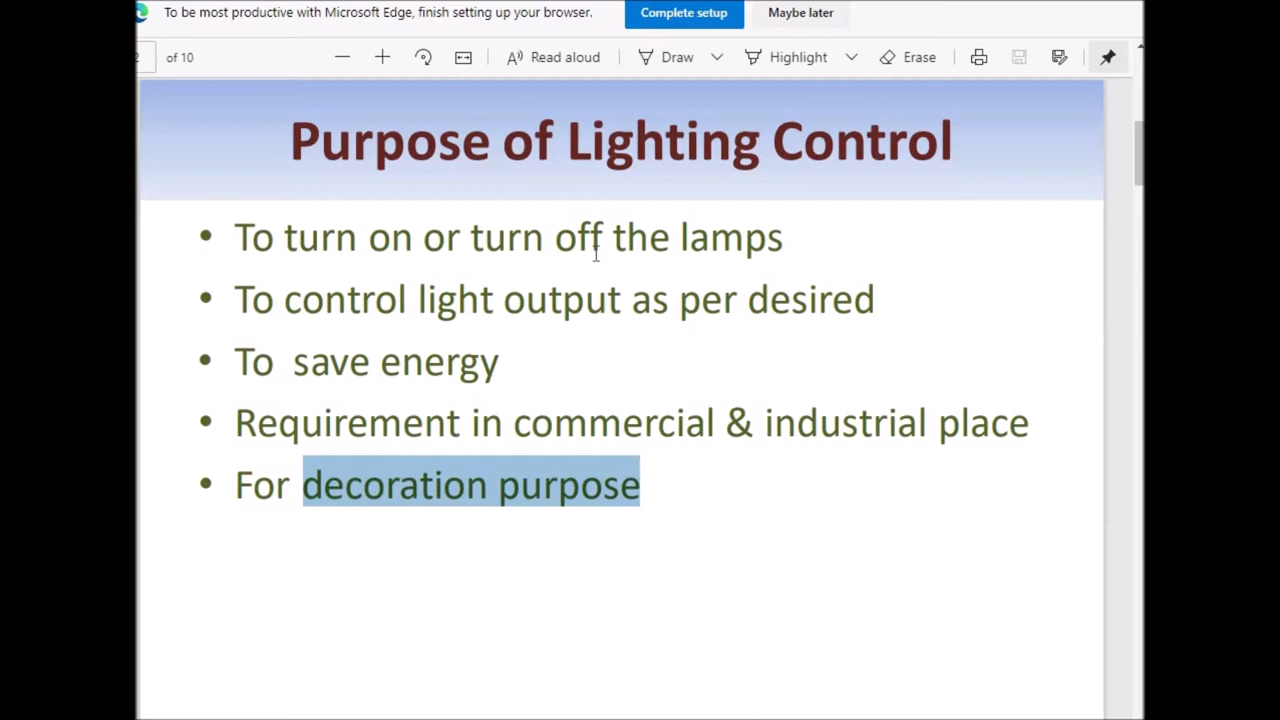 To be most productive with Microsoft Edge, finish setting up your browser. Complete setup Maybe later
2 of 10 Read aloud Draw Highlight Erase
Purpose of Lighting Control
• To turn on or turn off the lamps
• To control light output as per desired
• To save energy
• Requirement in commercial & industrial place
• For decoration purpose